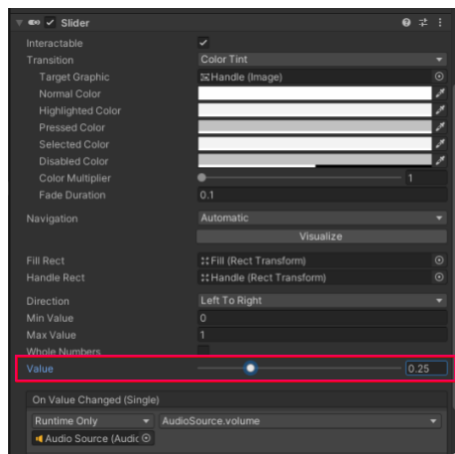 Slider
Interactable
Transition Color Tint
Target Graphic Handle (Image)
Normal Color
Highlighted Color
Pressed Color
Selected Color
Disabled Color
Color Multiplier 1
Fade Duration 0.1
Navigation Automatic
Visualize
Fill Rect Fill (Rect Transform)
Handle Rect Handle (Rect Transform)
Direction Left To Right
Min Value 0
Max Value 1
Whole Numbers
Value 0.25
On Value Changed (Single)
Runtime Only AudioSource.volume
Audio Source (Audic